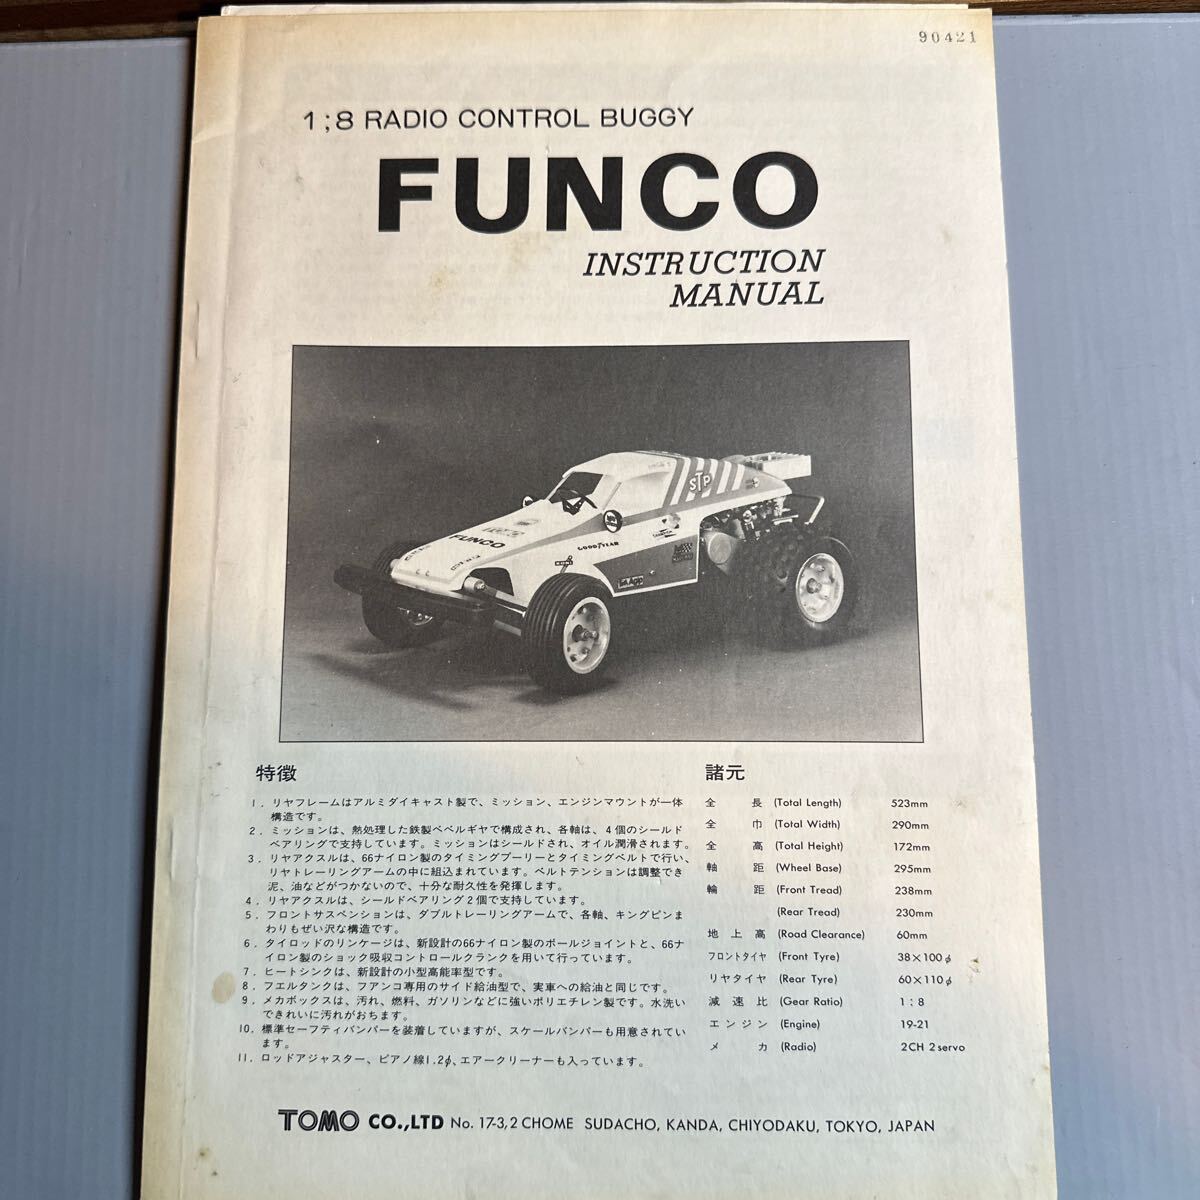 90421
1;8 RADIO CONTROL BUGGY
FUNCO
INSTRUCTION
MANUAL
STP
FUNCO
GOODYEAR
特徴
1. リヤフレームはアルミダイキャスト製で、ミッション、エンジンマウントが一体
構造です。
2. ミッションは、熱処理した鉄製ベベルギヤで構成され、各軸は、4個のシールド
ベアリングで支持しています。ミッションはシールドされ、オイル潤滑されます。
3. リヤアクスルは、66ナイロン製のタイミングプーリーとタイミングベルトで行い、
リヤトレーリングアームの中に組込まれています。ベルトテンションは調整でき
泥、油などがつかないので、十分な耐久性を発揮します。
4. リヤアクスルは、シールドベアリング2個で支持しています。
5. フロントサスペンションは、ダブルトレーリングアームで、各軸、キングピンま
わりもぜい沢な構造です。
6. タイロッドのリンケージは、新設計の66ナイロン製のボールジョイントと、66ナ
イロン製のショック吸収コントロールクランクを用いて行っています。
7. ヒートシンクは、新設計の小型高能率型です。
8. フエルタンクは、フアンコ専用のサイド給油型で、実車への給油と同じです。
9. メカボックスは、汚れ、燃料、ガソリンなどに強いポリエチレン製です。水洗い
できれいに汚れがおちます。
10. 標準セーフティバンパーを装着していますが、スケールバンパーも用意されてい
ます。
11. ロッドアジャスター、ピアノ線1.2φ、エアークリーナーも入っています。
諸元
全長 (Total Length) 523mm
全巾 (Total Width) 290mm
全高 (Total Height) 172mm
軸距 (Wheel Base) 295mm
輪距 (Front Tread) 238mm
(Rear Tread) 230mm
地上高 (Road Clearance) 60mm
フロントタイヤ (Front Tyre) 38×100φ
リヤタイヤ (Rear Tyre) 60×110φ
減速比 (Gear Ratio) 1:8
エンジン (Engine) 19-21
メカ (Radio) 2CH 2servo
TOMO CO.,LTD No. 17-3, 2 CHOME SUDACHO, KANDA, CHIYODAKU, TOKYO, JAPAN